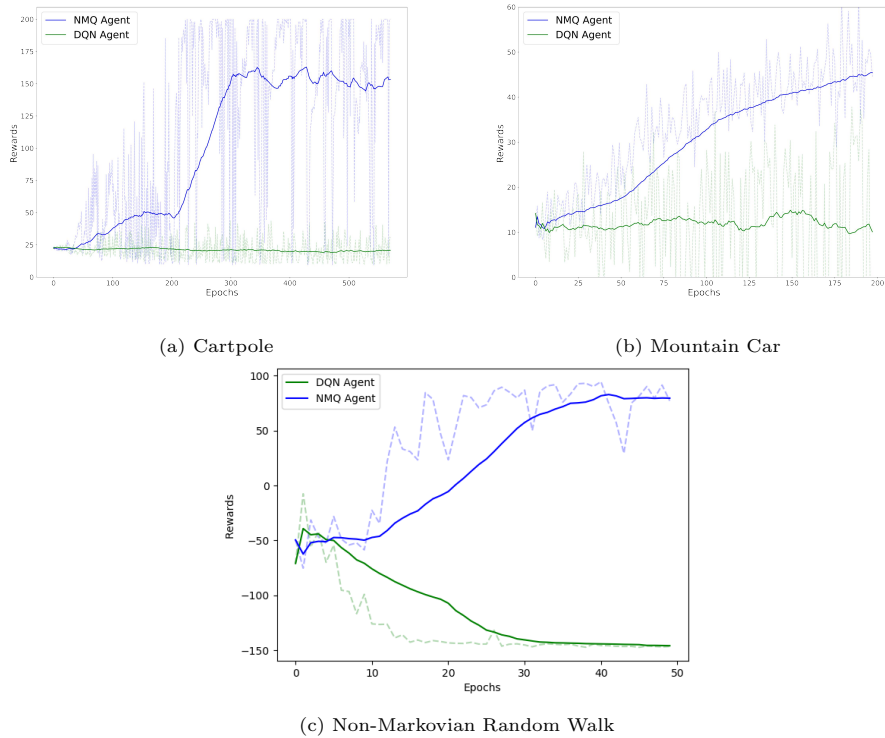 NMQ Agent
DQN Agent
200
175
150
125
100
75
50
25
0
Rewards
0 100 200 300 400 500
Epochs
(a) Cartpole
NMQ Agent
DQN Agent
60
50
40
30
20
10
0
Rewards
0 25 50 75 100 125 150 175 200
Epochs
(b) Mountain Car
DQN Agent
NMQ Agent
100
50
0
−50
−100
−150
Rewards
0 10 20 30 40 50
Epochs
(c) Non-Markovian Random Walk